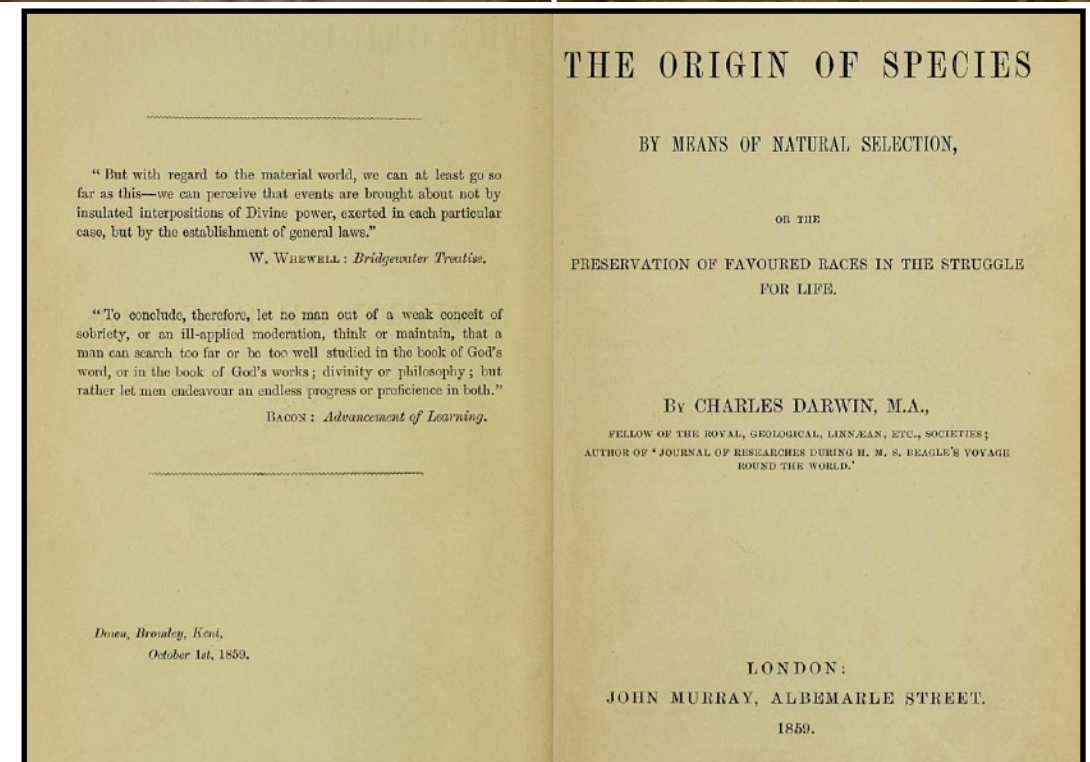 “ But with regard to the material world, we can at least go so
far as this—we can perceive that events are brought about not by
insulated interpositions of Divine power, exerted in each particular
case, but by the establishment of general laws.”
W. WHEWELL : Bridgewater Treatise.
“ To conclude, therefore, let no man out of a weak conceit of
sobriety, or an ill-applied moderation, think or maintain, that a
man can search too far or be too well studied in the book of God’s
word, or in the book of God’s works ; divinity or philosophy ; but
rather let men endeavour an endless progress or proficience in both.”
BACON : Advancement of Learning.
Down, Bromley, Kent,
October 1st, 1859.
THE ORIGIN OF SPECIES
BY MEANS OF NATURAL SELECTION,
OR THE
PRESERVATION OF FAVOURED RACES IN THE STRUGGLE
FOR LIFE.
BY CHARLES DARWIN, M.A.,
FELLOW OF THE ROYAL, GEOLOGICAL, LINNÆAN, ETC., SOCIETIES ;
AUTHOR OF ‘ JOURNAL OF RESEARCHES DURING H. M. S. BEAGLE’S VOYAGE
ROUND THE WORLD.’
LONDON:
JOHN MURRAY, ALBEMARLE STREET.
1859.